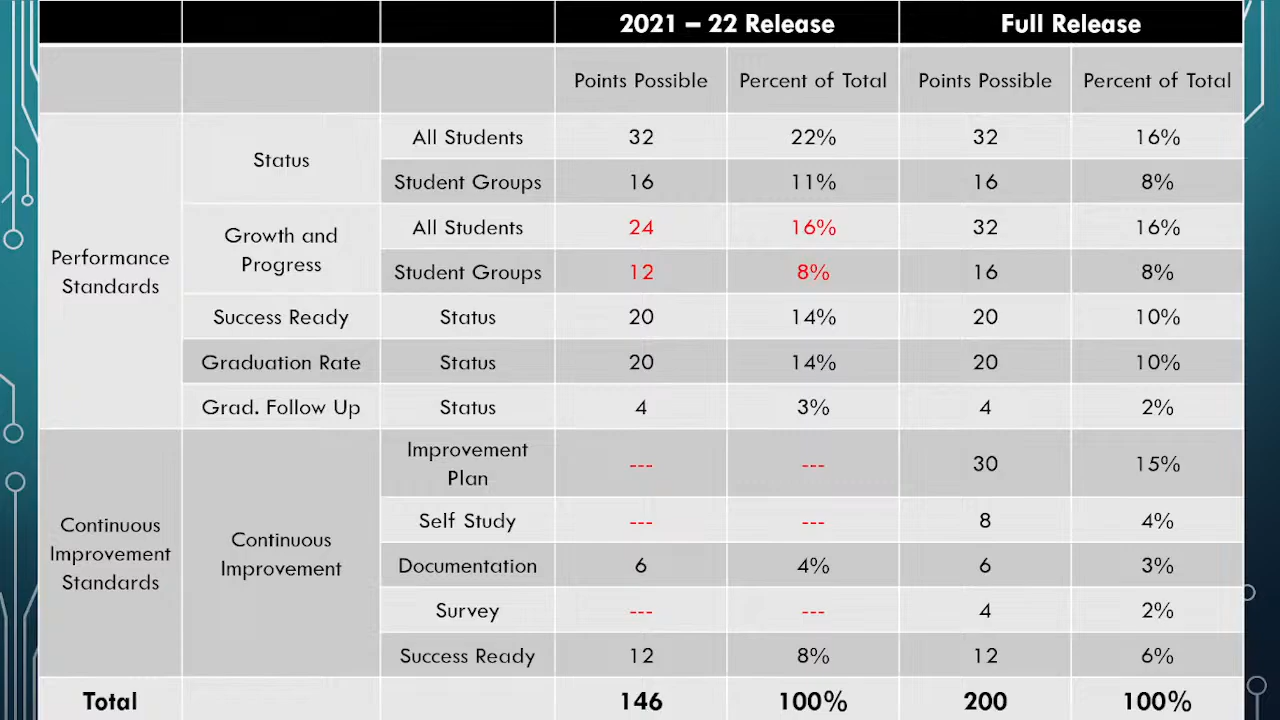 2021 – 22 Release Full Release
Points Possible Percent of Total Points Possible Percent of Total
Performance Standards Status All Students 32 22% 32 16%
Student Groups 16 11% 16 8%
Growth and Progress All Students 24 16% 32 16%
Student Groups 12 8% 16 8%
Success Ready Status 20 14% 20 10%
Graduation Rate Status 20 14% 20 10%
Grad. Follow Up Status 4 3% 4 2%
Continuous Improvement Standards Continuous Improvement Improvement Plan --- --- 30 15%
Self Study --- --- 8 4%
Documentation 6 4% 6 3%
Survey --- --- 4 2%
Success Ready 12 8% 12 6%
Total 146 100% 200 100%